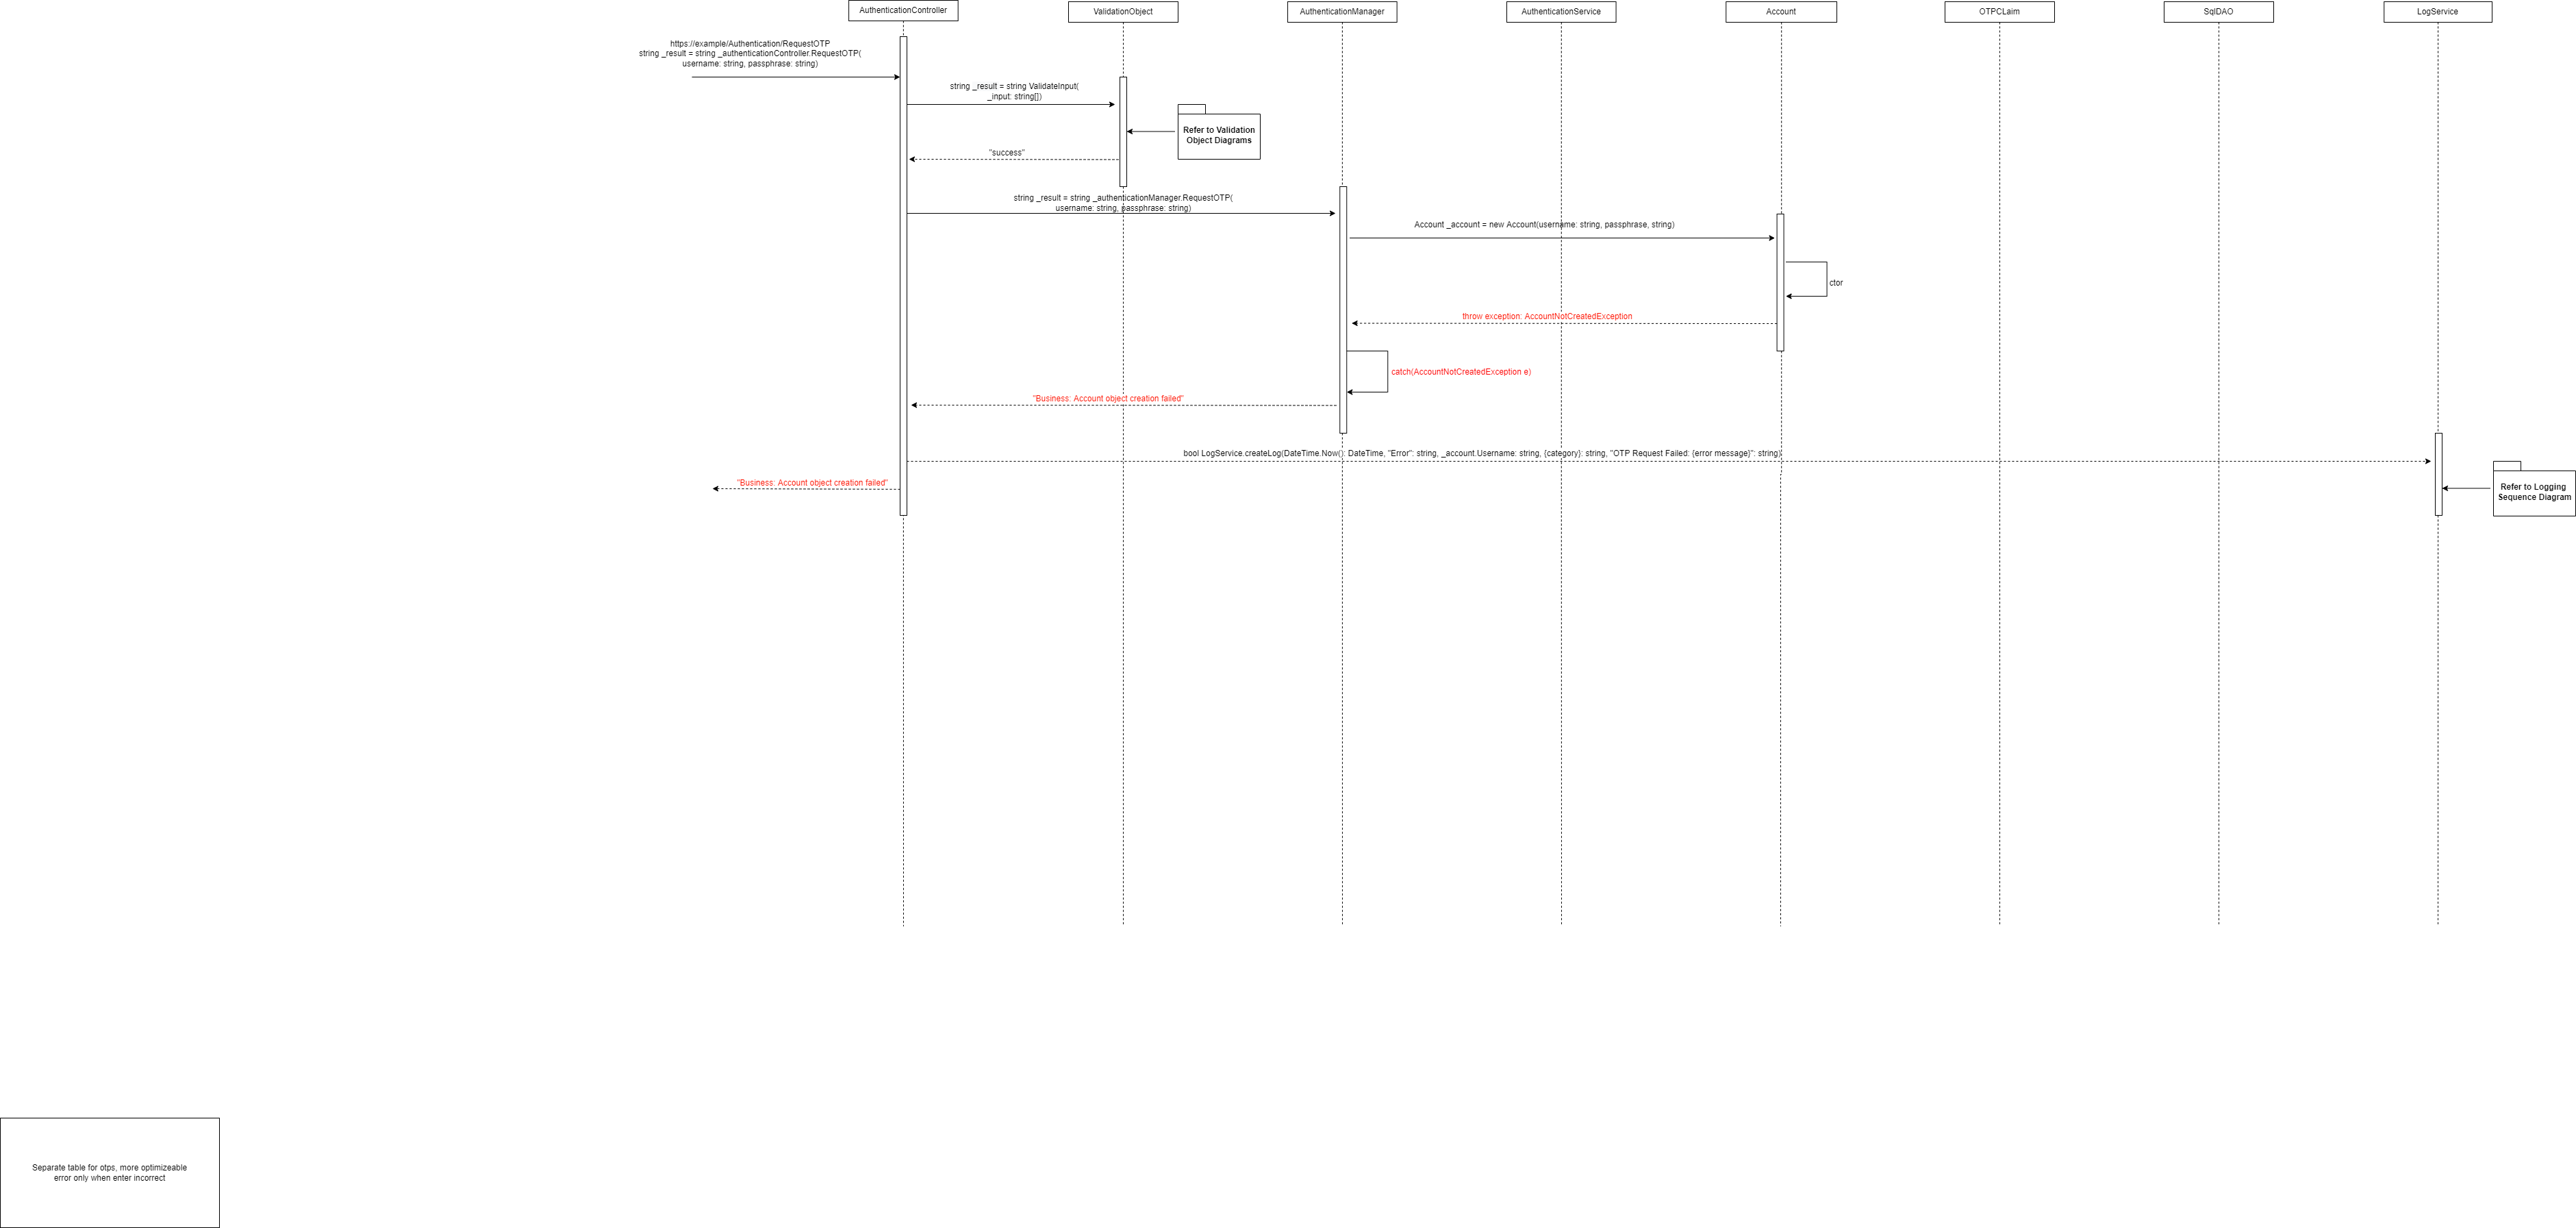 AuthenticationController
ValidationObject
AuthenticationManager
AuthenticationService
Account
OTPCLaim
SqlDAO
LogService
https://example/Authentication/RequestOTP
string _result = string _authenticationController.RequestOTP(
username: string, passphrase: string)
string _result = string ValidateInput(
_input: string[])
Refer to Validation
Object Diagrams
"success"
string _result = string _authenticationManager.RequestOTP(
username: string, passphrase: string)
Account _account = new Account(username: string, passphrase, string)
ctor
throw exception: AccountNotCreatedException
catch(AccountNotCreatedException e)
"Business: Account object creation failed"
bool LogService.createLog(DateTime.Now(): DateTime, "Error": string, _account.Username: string, {category}: string, "OTP Request Failed: {error message}": string)
"Business: Account object creation failed"
Refer to Logging
Sequence Diagram
Separate table for otps, more optimizeable
error only when enter incorrect